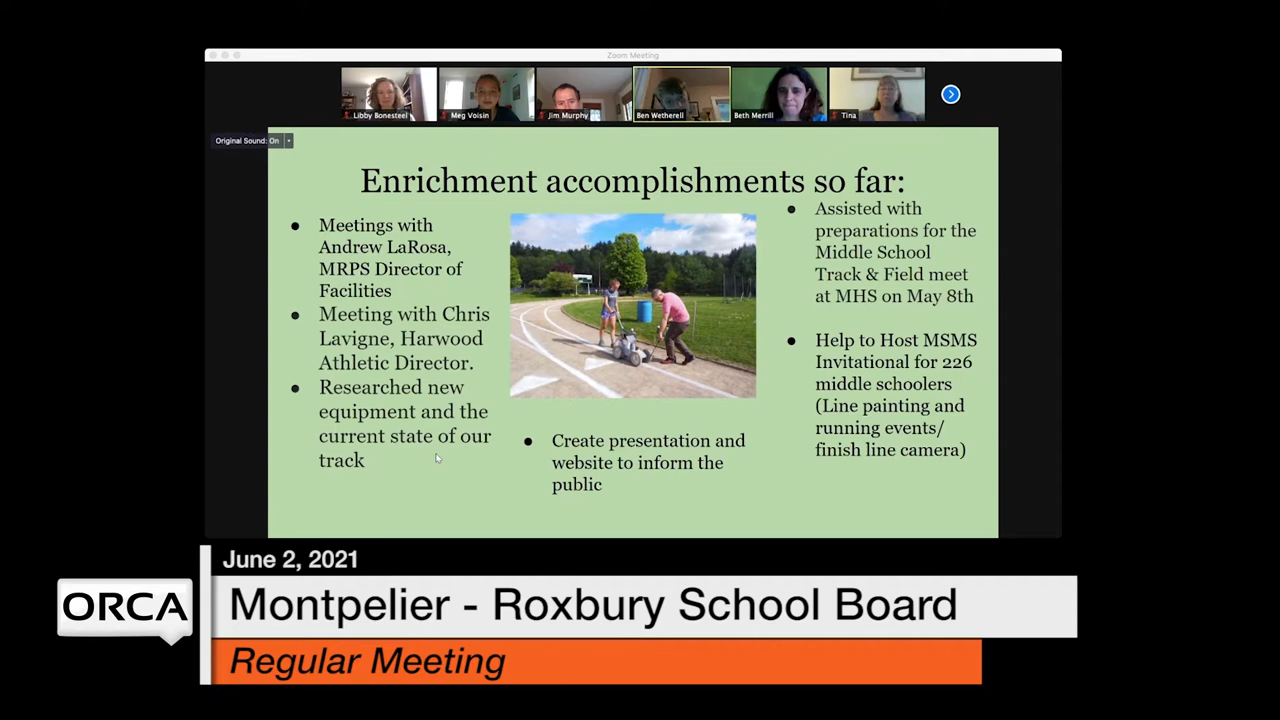 Zoom Meeting
Libby Bonesteel
Meg Voisin
Jim Murphy
Ben Wetherell
Beth Merrill
Tina
Original Sound: On
Enrichment accomplishments so far:
● Meetings with
Andrew LaRosa,
MRPS Director of
Facilities
● Meeting with Chris
Lavigne, Harwood
Athletic Director.
● Researched new
equipment and the
current state of our
track
● Create presentation and
website to inform the
public
● Assisted with
preparations for the
Middle School
Track & Field meet
at MHS on May 8th
● Help to Host MSMS
Invitational for 226
middle schoolers
(Line painting and
running events/
finish line camera)
June 2, 2021
ORCA
Montpelier - Roxbury School Board
Regular Meeting